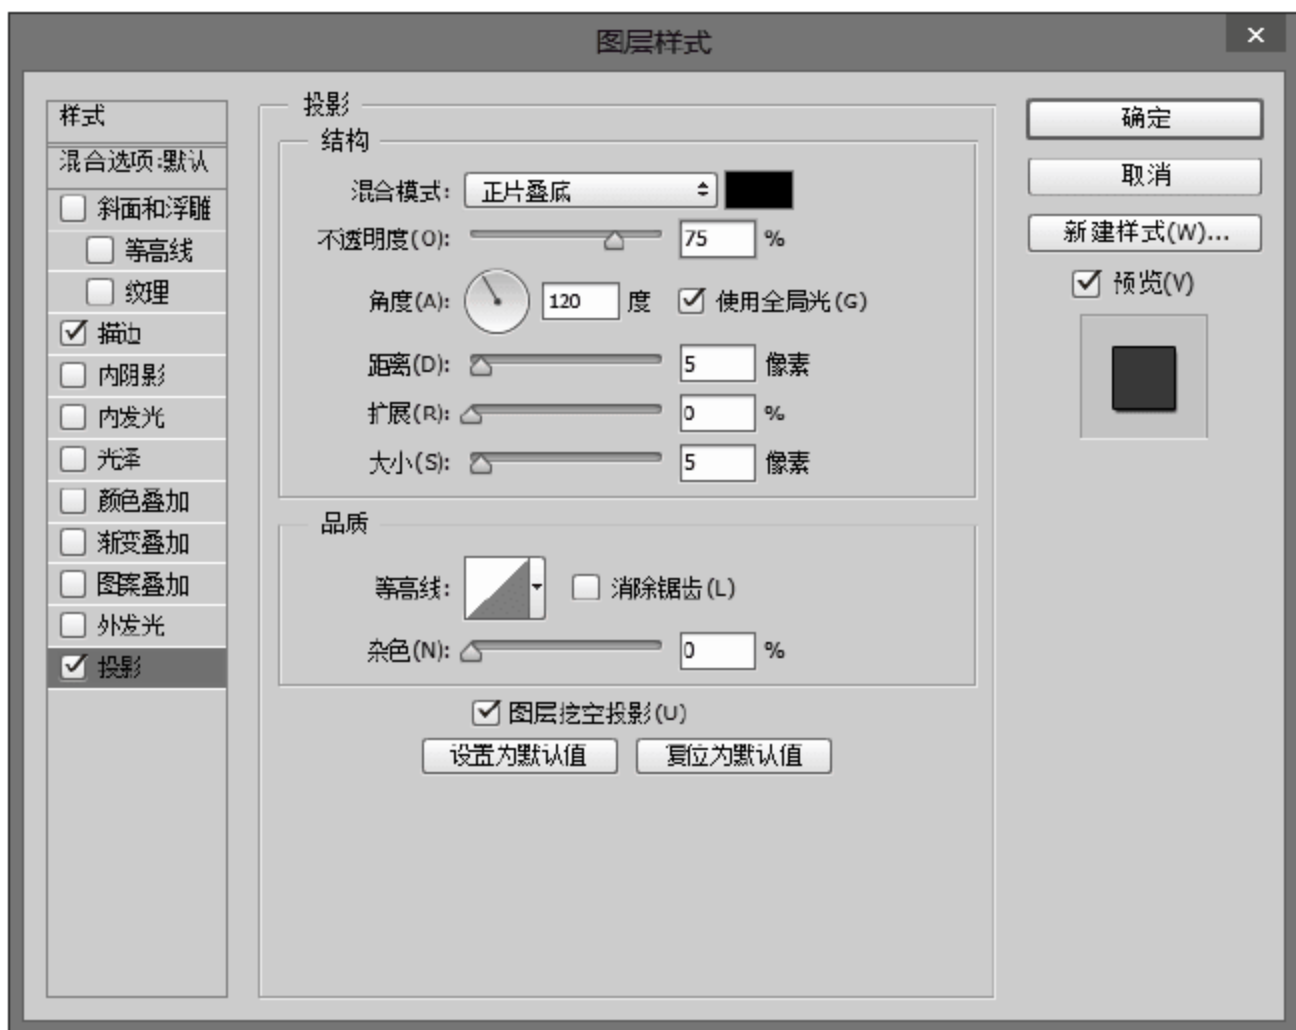 图层样式
样式
混合选项:默认
斜面和浮雕
等高线
纹理
描边
内阴影
内发光
光泽
颜色叠加
渐变叠加
图案叠加
外发光
投影
投影
结构
混合模式: 正片叠底
不透明度(O): 75 %
角度(A): 120 度 使用全局光(G)
距离(D): 5 像素
扩展(R): 0 %
大小(S): 5 像素
品质
等高线: 消除锯齿(L)
杂色(N): 0 %
图层挖空投影(U)
设置为默认值 复位为默认值
确定
取消
新建样式(W)...
预览(V)